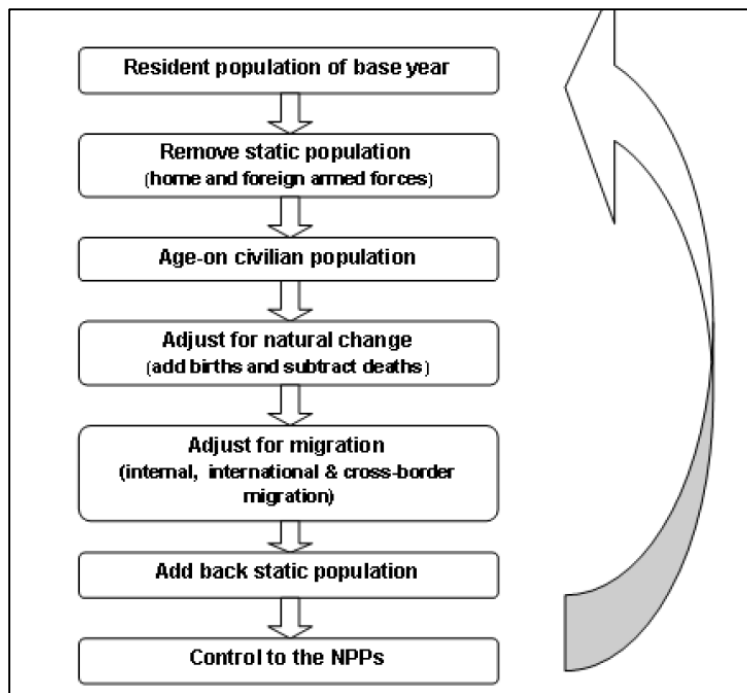 Resident population of base year
Remove static population
(home and foreign armed forces)
Age-on civilian population
Adjust for natural change
(add births and subtract deaths)
Adjust for migration
(internal, international & cross-border
migration)
Add back static population
Control to the NPPs